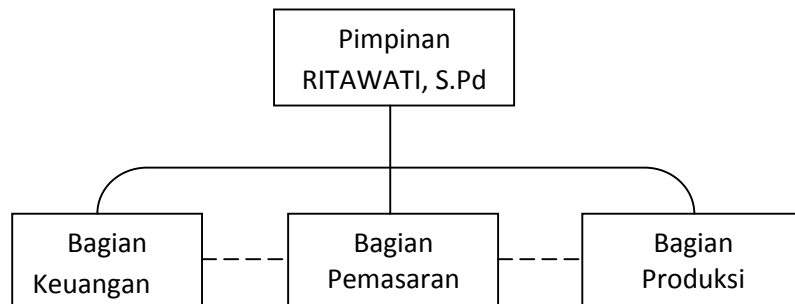 Pimpinan
RITAWATI, S.Pd
Bagian
Keuangan
Bagian
Pemasaran
Bagian
Produksi